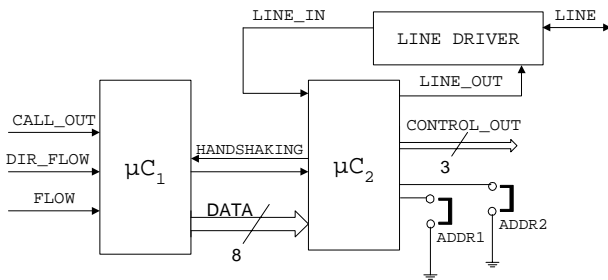 LINE_IN
LINE
LINE DRIVER
LINE_OUT
CALL_OUT
DIR_FLOW
FLOW
µC1
HANDSHAKING
DATA
8
µC2
CONTROL_OUT
3
ADDR1
ADDR2